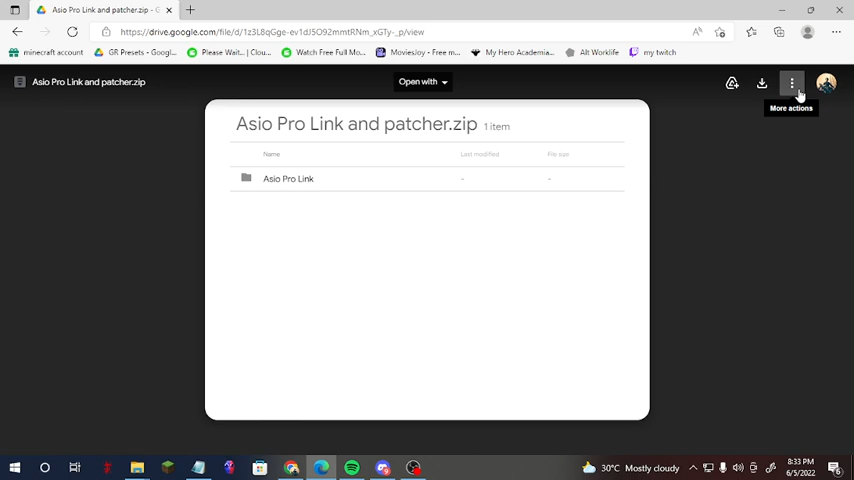 Asio Pro Link and patcher.zip - G
https://drive.google.com/file/d/1z3L8qGge-ev1dJ5O92mmtRNm_xGTy-_p/view
minecraft account
GR Presets - Googl...
Please Wait... | Clou...
Watch Free Full Mo...
MoviesJoy - Free m...
My Hero Academia...
Alt Worklife
my twitch
Asio Pro Link and patcher.zip
Open with
More actions
Asio Pro Link and patcher.zip 1 item
Name Last modified File size
Asio Pro Link - -
30°C Mostly cloudy
8:33 PM
6/5/2022
6